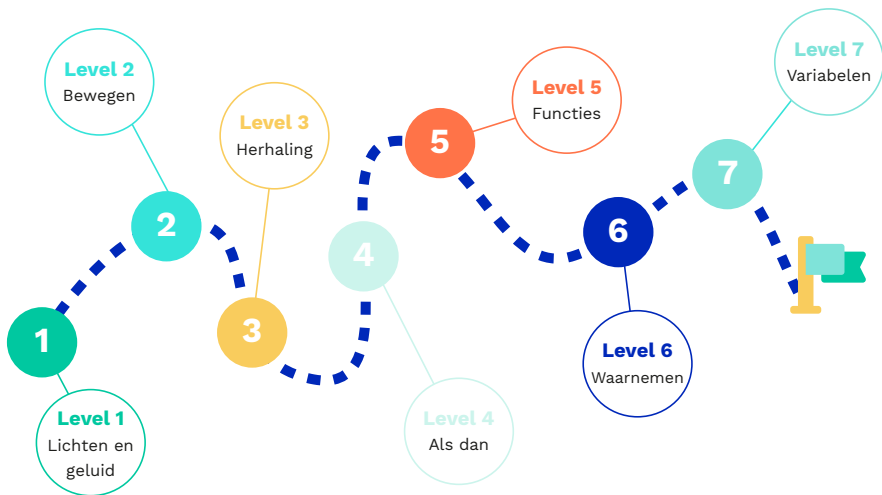 1
Level 1
Lichten en
geluid
2
Level 2
Bewegen
3
Level 3
Herhaling
4
Level 4
Als dan
5
Level 5
Functies
6
Level 6
Waarnemen
7
Level 7
Variabelen